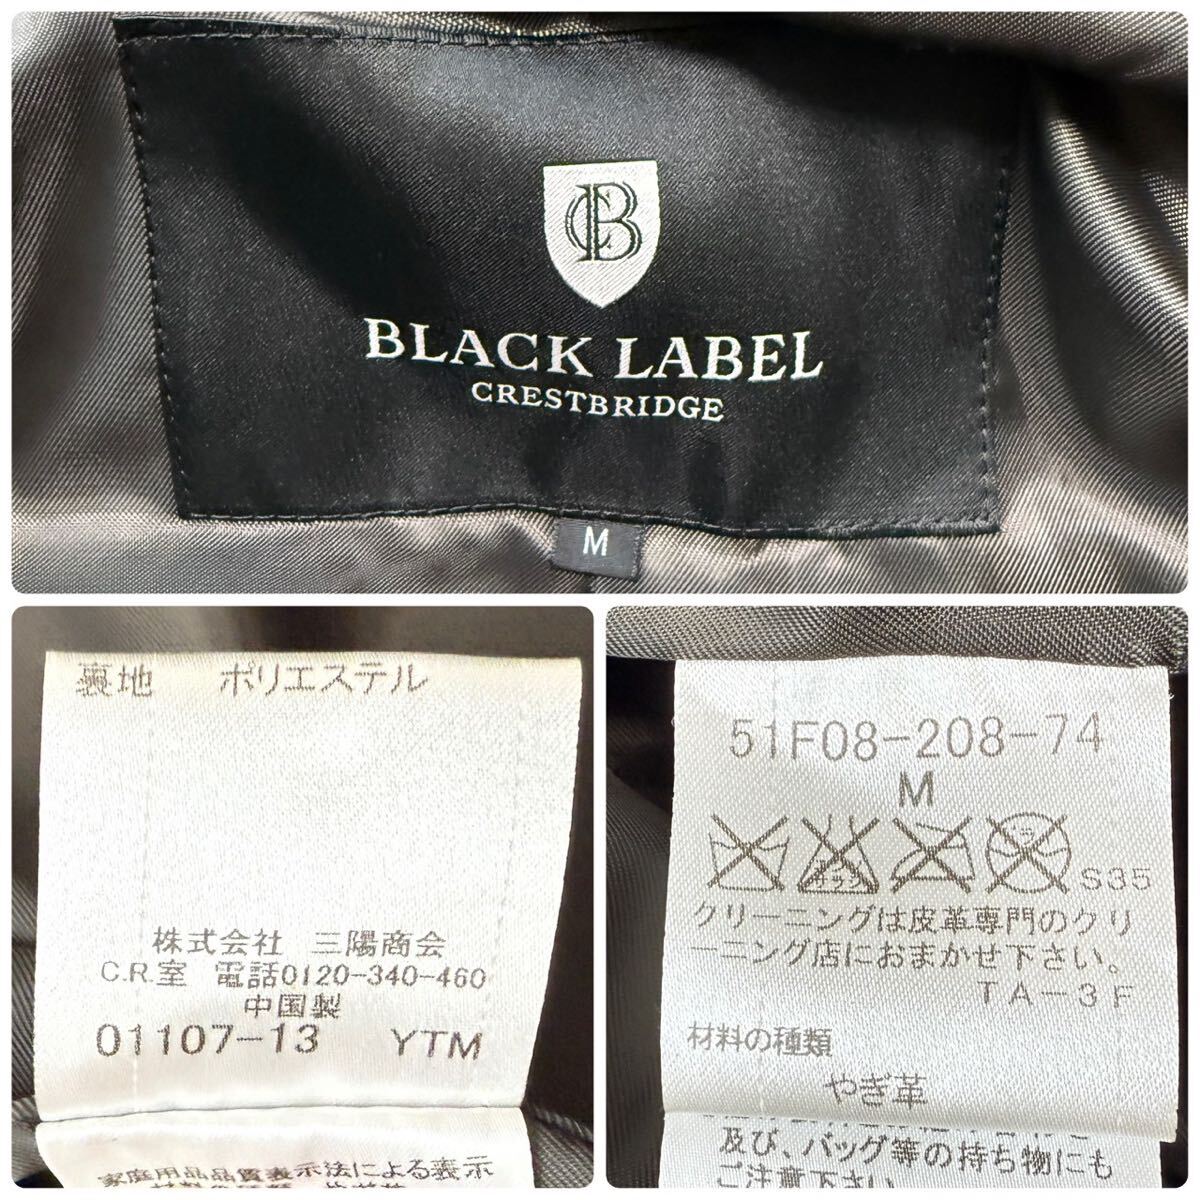 CB
BLACK LABEL
CRESTBRIDGE
M
裏地 ポリエステル
株式会社 三陽商会
C.R.室 電話0120-340-460
中国製
01107-13 YTM
家庭用品品質表示法による表示
51F08-208-74
M
S35
クリーニングは皮革専門のクリ
ーニング店におまかせ下さい。
TA-3F
材料の種類
やぎ革
及び、バッグ等の持ち物にも
ご注意下さい